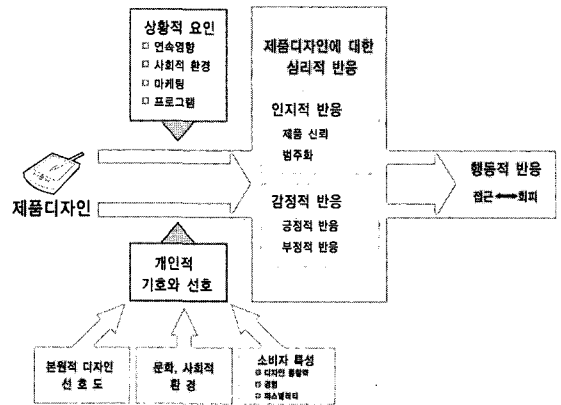 상황적 요인
연속영향
사회적 환경
마케팅
프로그램
제품디자인에 대한
심리적 반응
인지적 반응
제품 신뢰
범주화
감정적 반응
긍정적 반응
부정적 반응
행동적 반응
접근 회피
제품디자인
개인적
기호와 선호
본원적 디자인
선 호 도
문화, 사회적
환 경
소비자 특성
디자인 통찰력
경험
퍼스낼리티